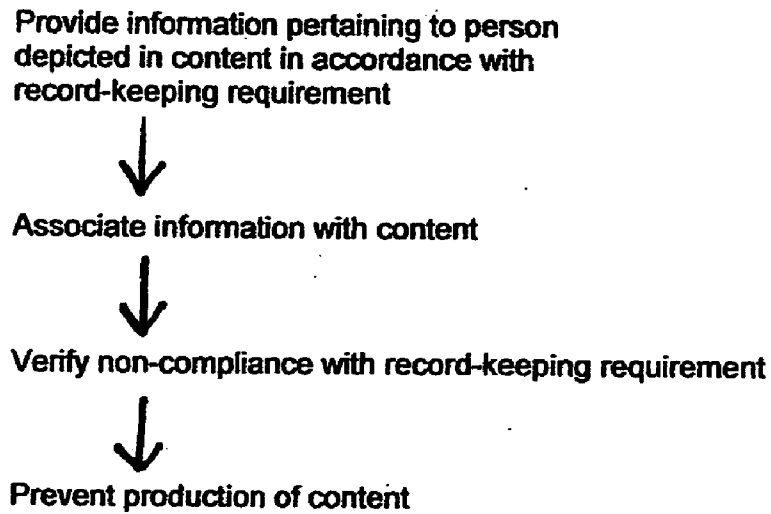 Provide information pertaining to person
depicted in content in accordance with
record-keeping requirement
Associate information with content
Verify non-compliance with record-keeping requirement
Prevent production of content